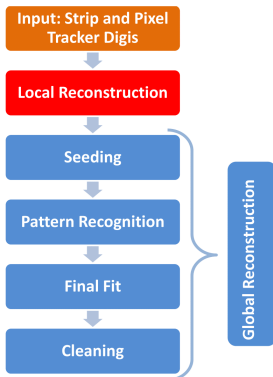 Input: Strip and Pixel
Tracker Digis
Local Reconstruction
Seeding
Pattern Recognition
Final Fit
Cleaning
Global Reconstruction